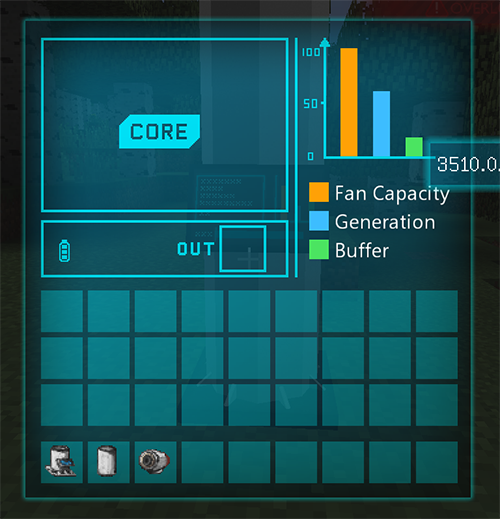 100
CORE
50
0
3510.0.
Fan Capacity
Generation
OUT
Buffer